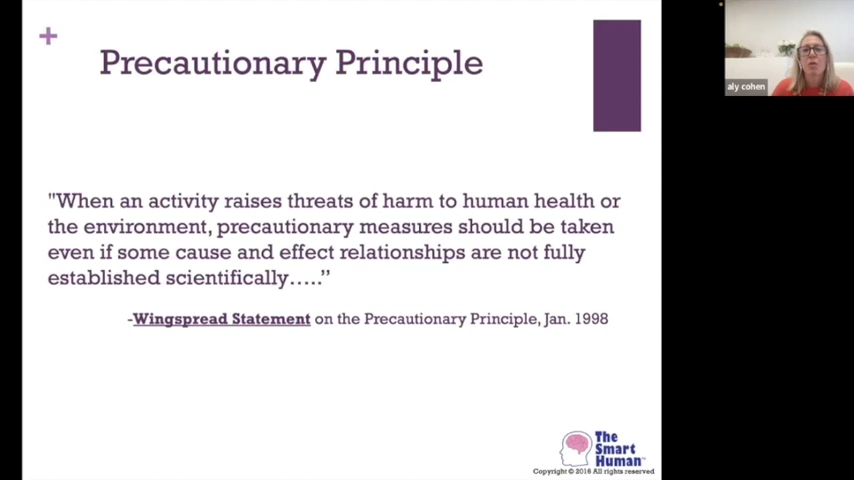 +
Precautionary Principle
"When an activity raises threats of harm to human health or
the environment, precautionary measures should be taken
even if some cause and effect relationships are not fully
established scientifically….."
-Wingspread Statement on the Precautionary Principle, Jan. 1998
The
Smart
Human™
Copyright © 2016 All rights reserved
aly cohen